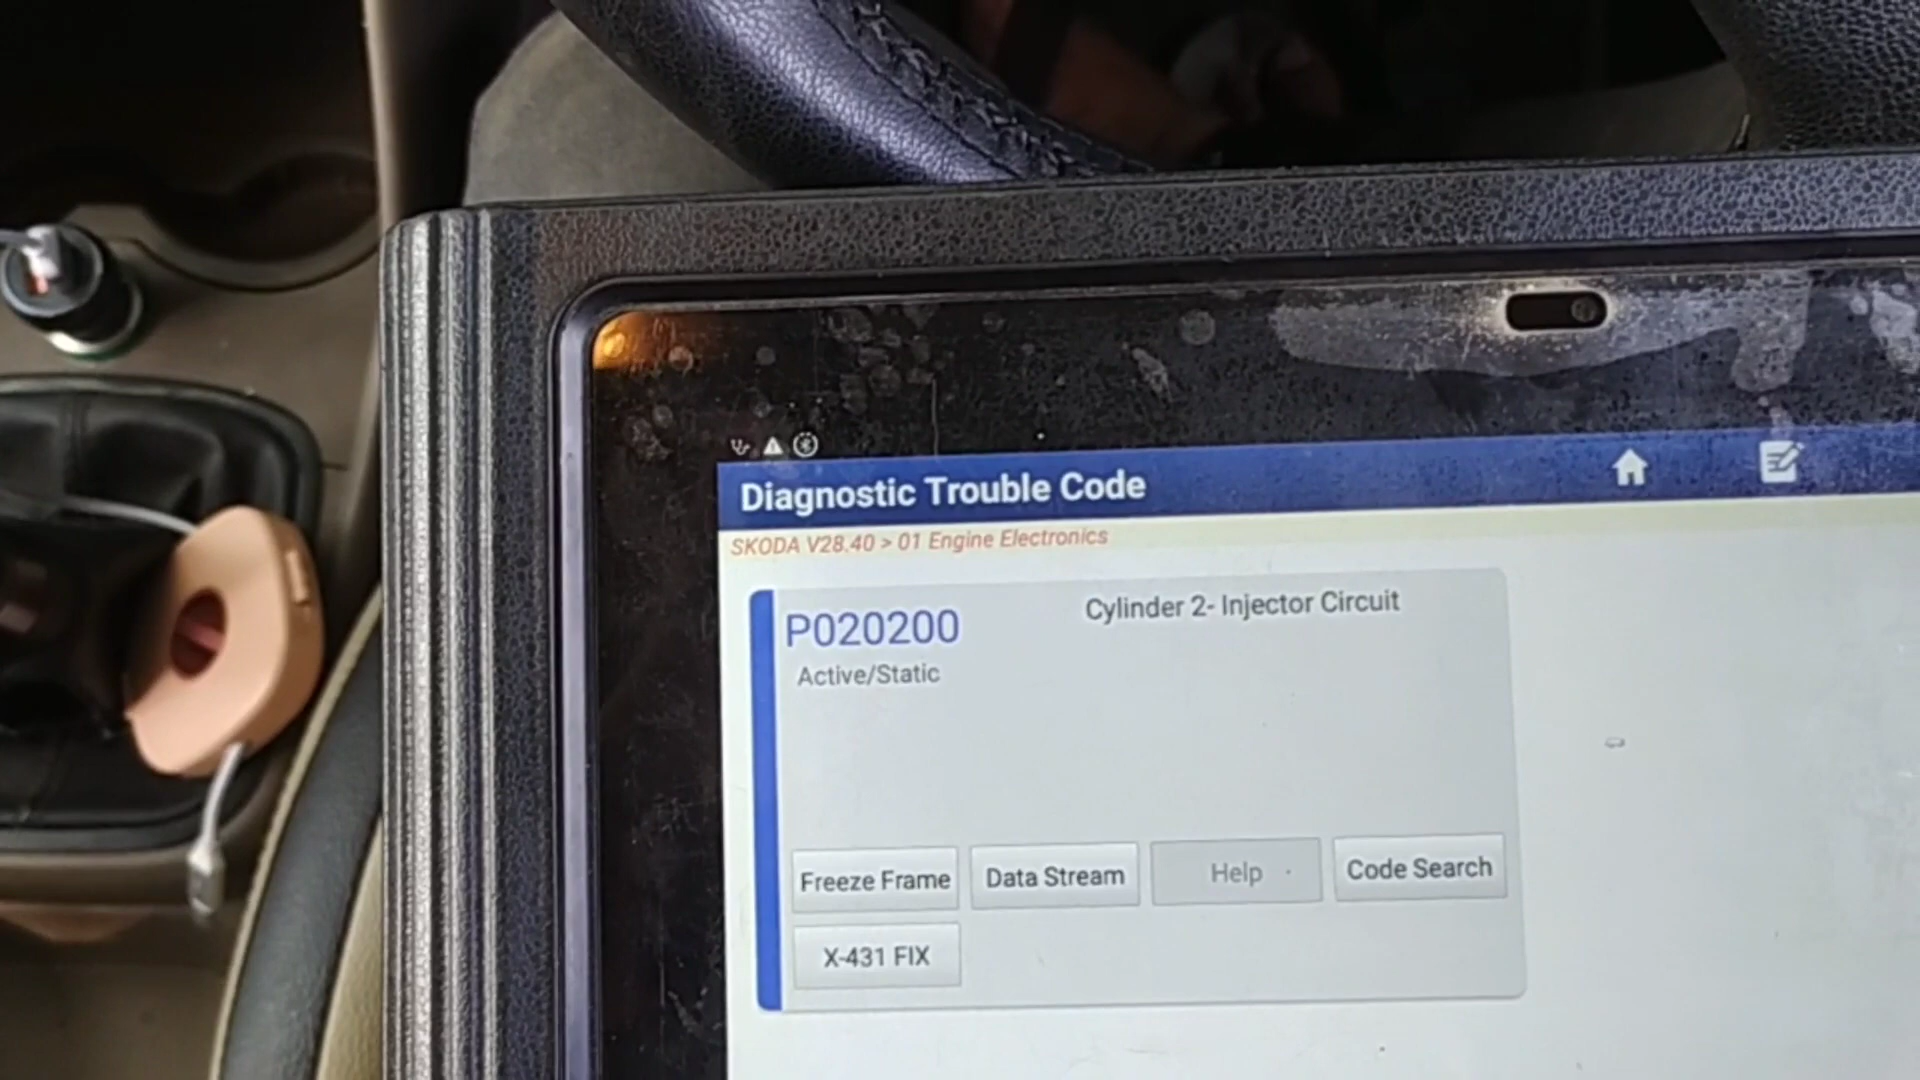 Diagnostic Trouble Code
SKODA V28.40 > 01 Engine Electronics
P020200
Cylinder 2- Injector Circuit
Active/Static
Freeze Frame
Data Stream
Help
Code Search
X-431 FIX